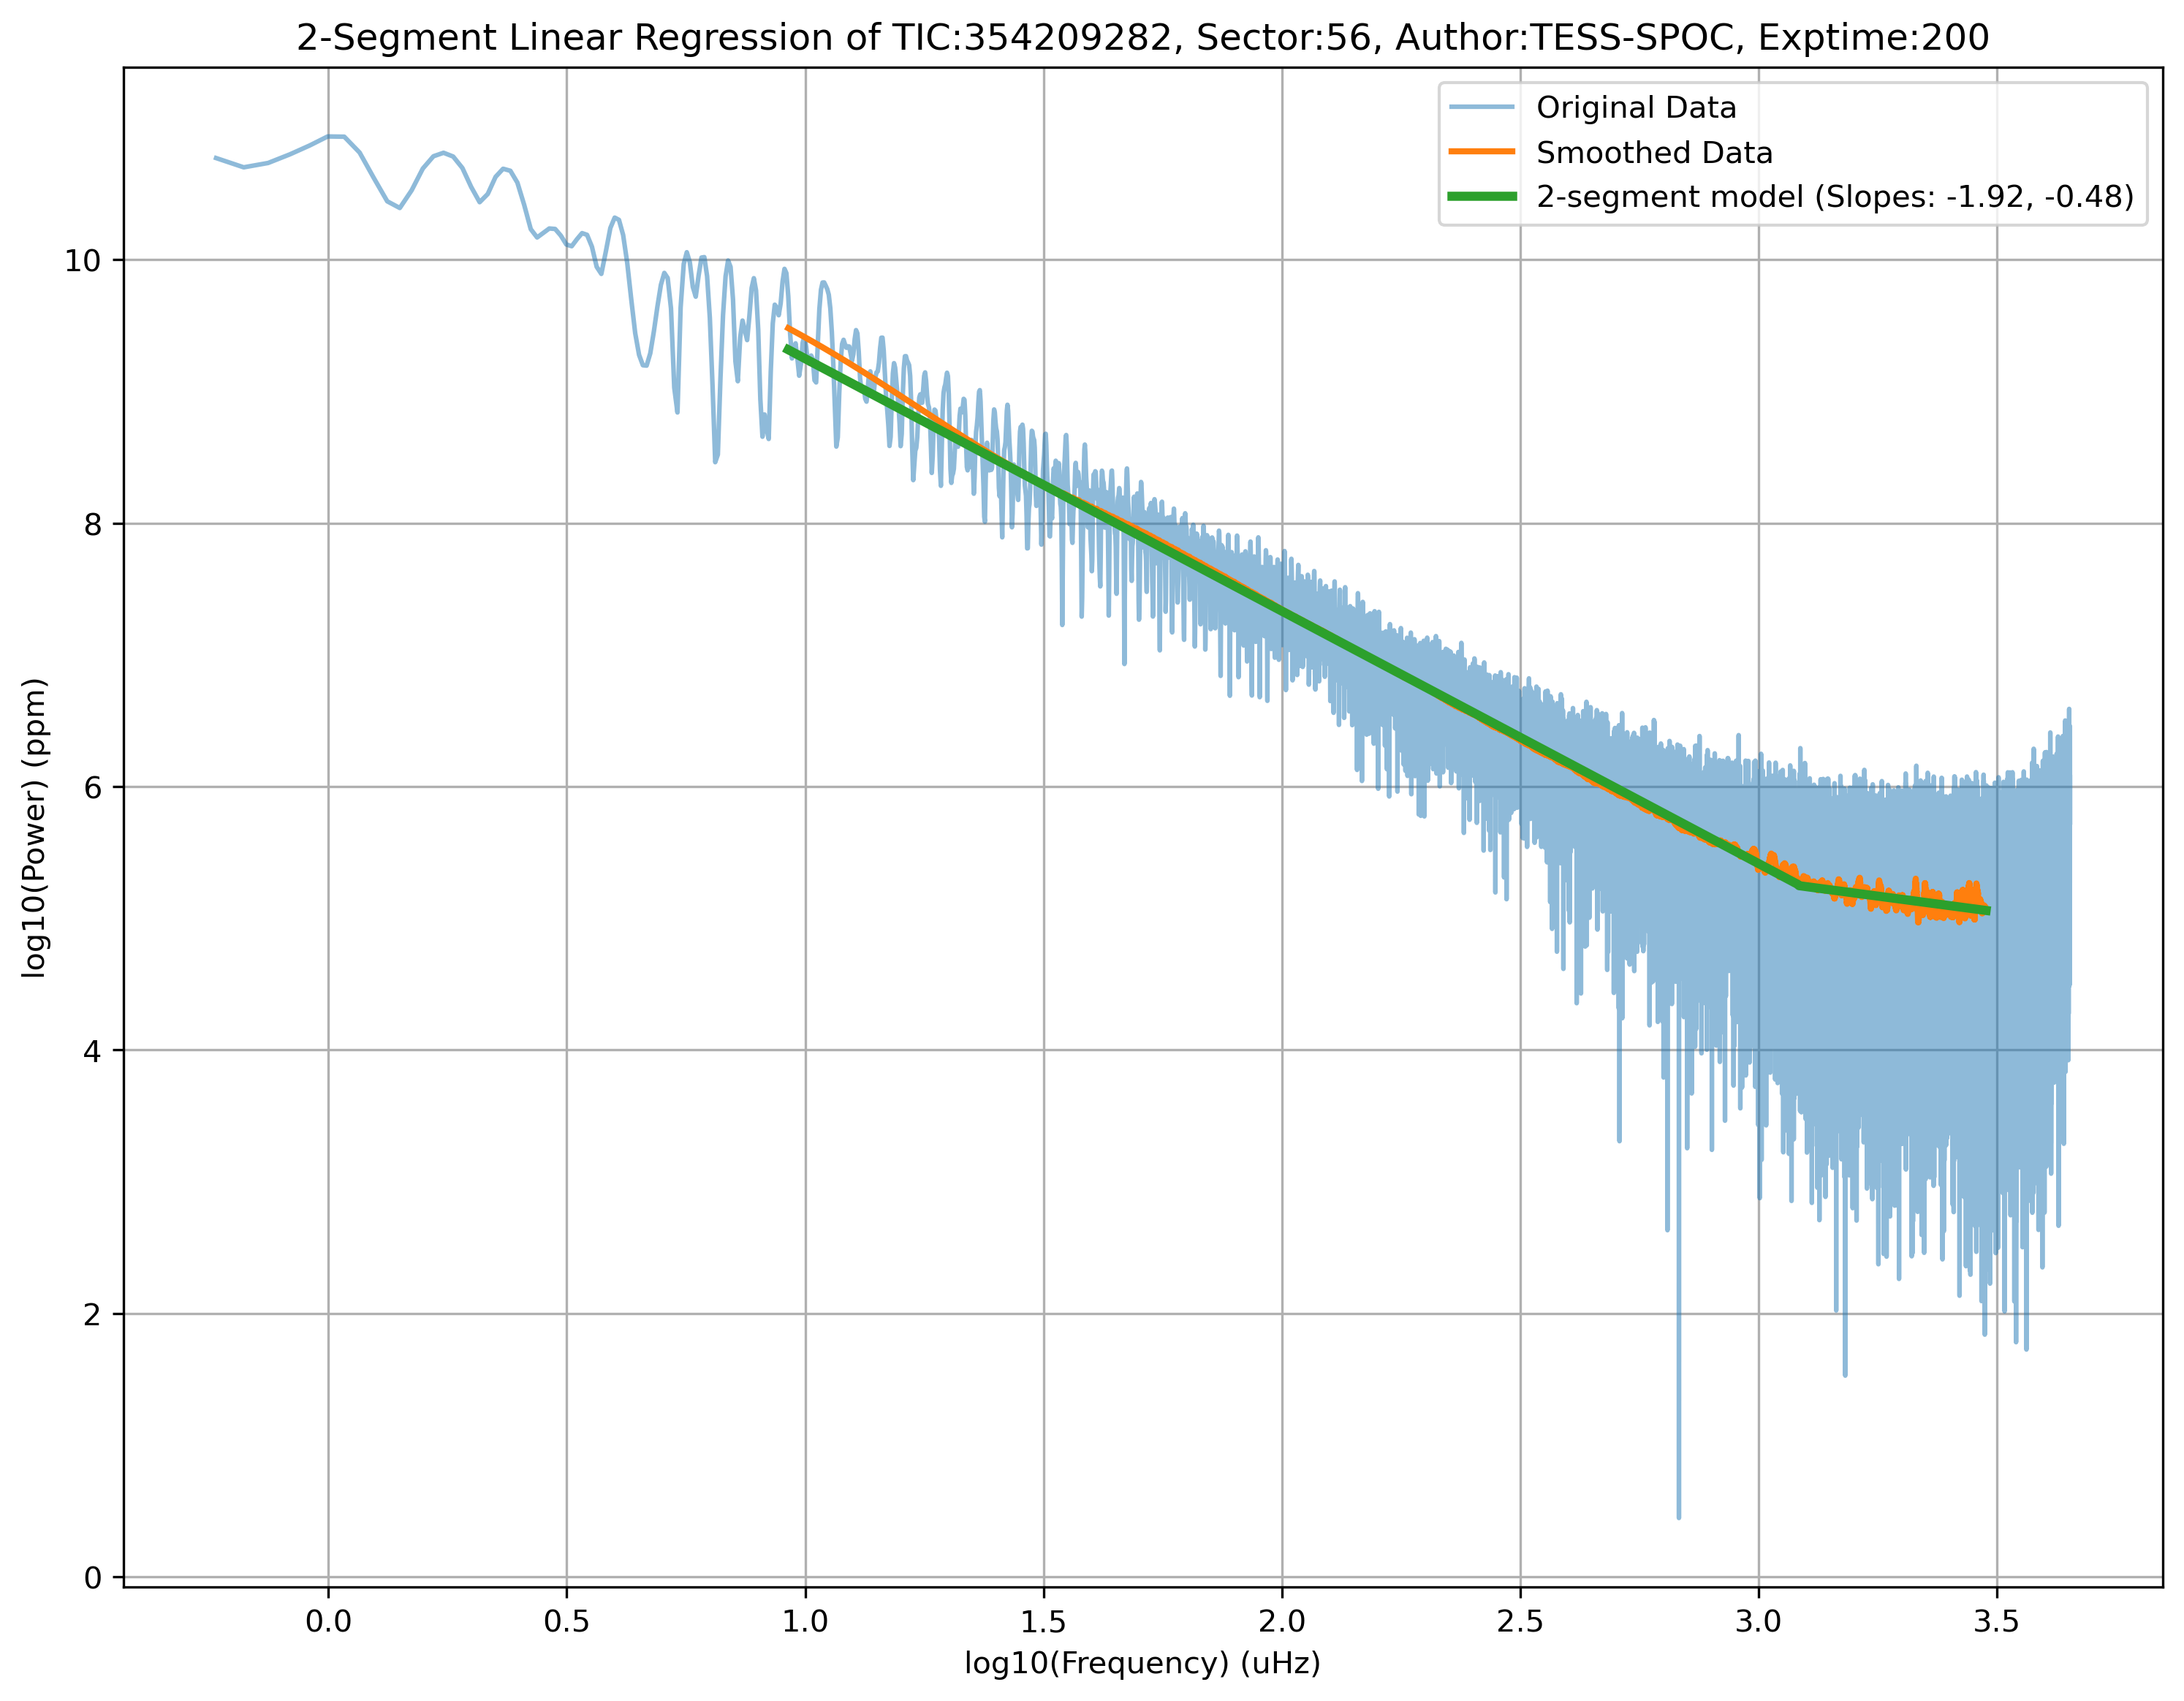 2-Segment Linear Regression of TIC:354209282, Sector:56, Author:TESS-SPOC, Exptime:200
Original Data
Smoothed Data
2-segment model (Slopes: -1.92, -0.48)
log10(Power) (ppm)
10
8
6
4
2
0
0.0 0.5 1.0 1.5 2.0 2.5 3.0 3.5
log10(Frequency) (uHz)